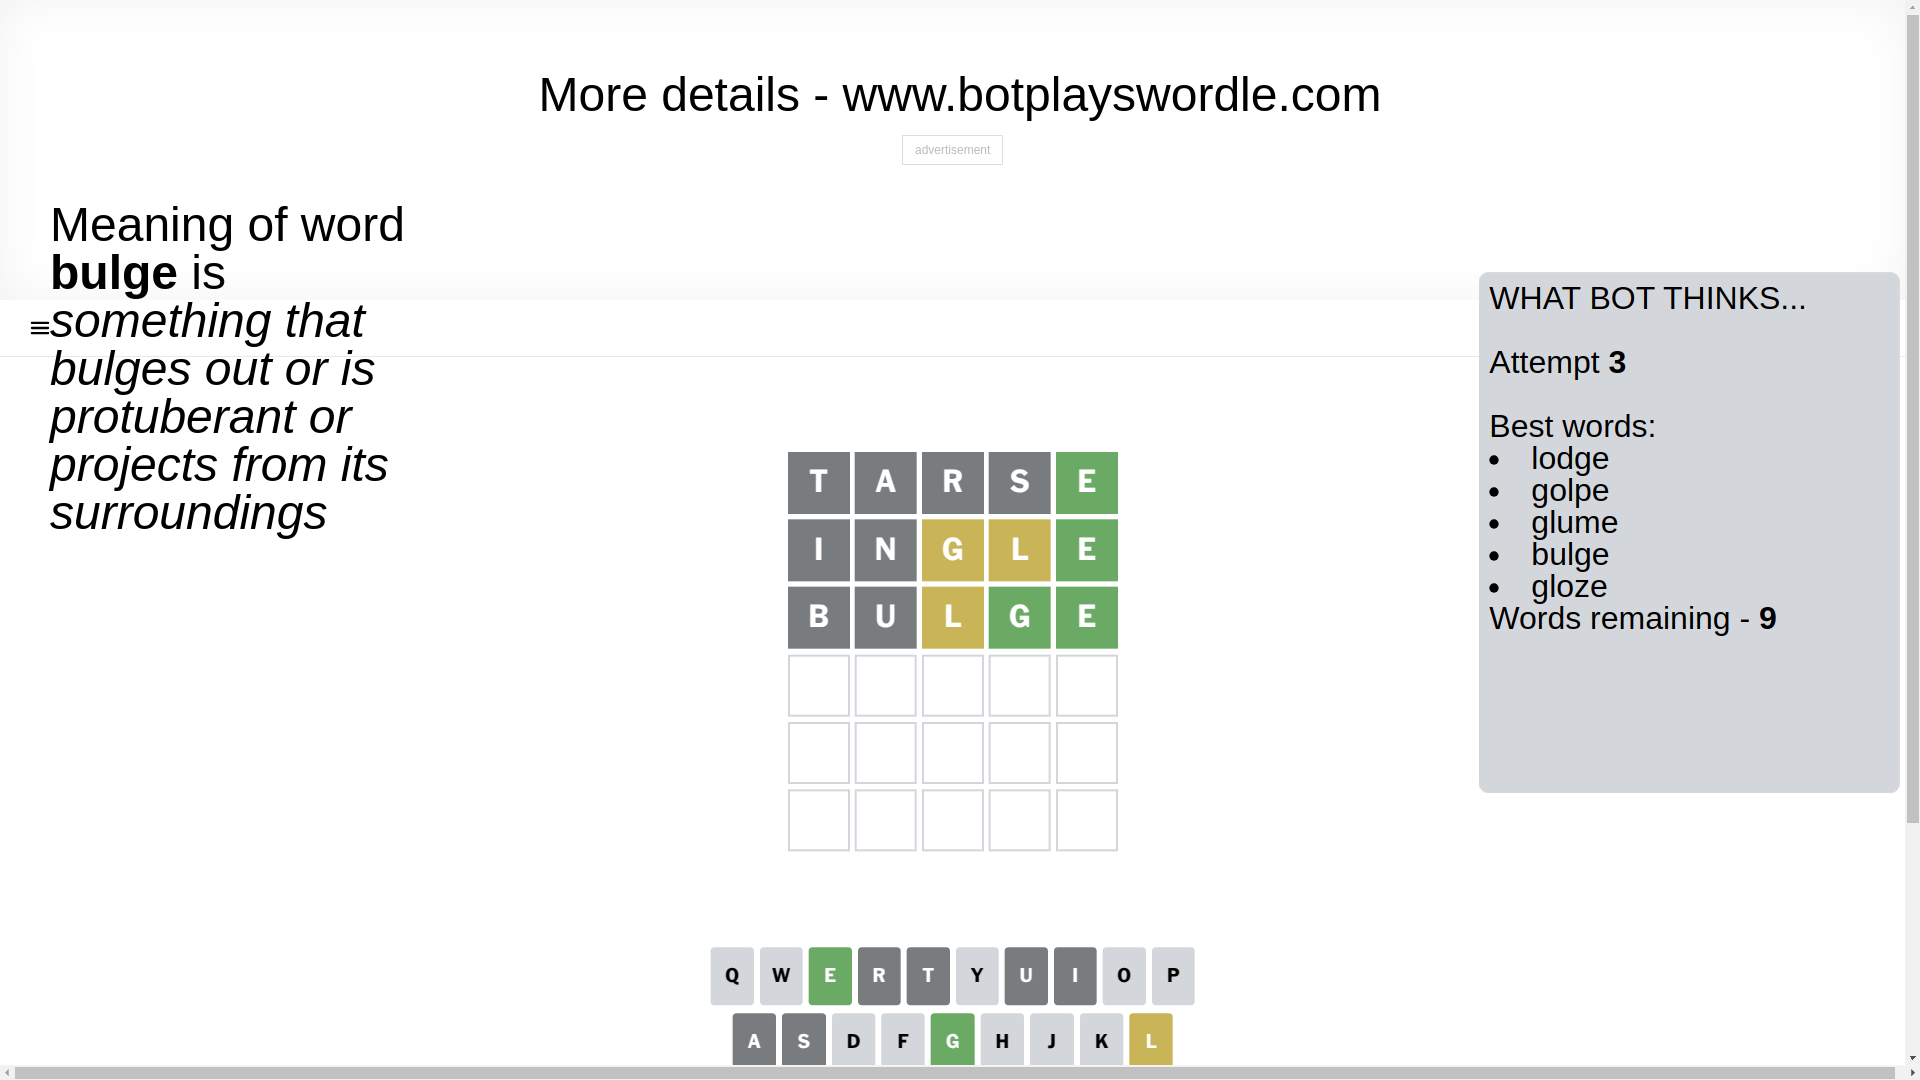 More details - www.botplayswordle.com
advertisement
Meaning of word
bulge is
something that
bulges out or is
protuberant or
projects from its
surroundings
WHAT BOT THINKS...
Attempt 3
Best words:
• lodge
• golpe
• glume
• bulge
• gloze
Words remaining - 9
T A R S E
I N G L E
B U L G E
Q W E R T Y U I O P
A S D F G H J K L